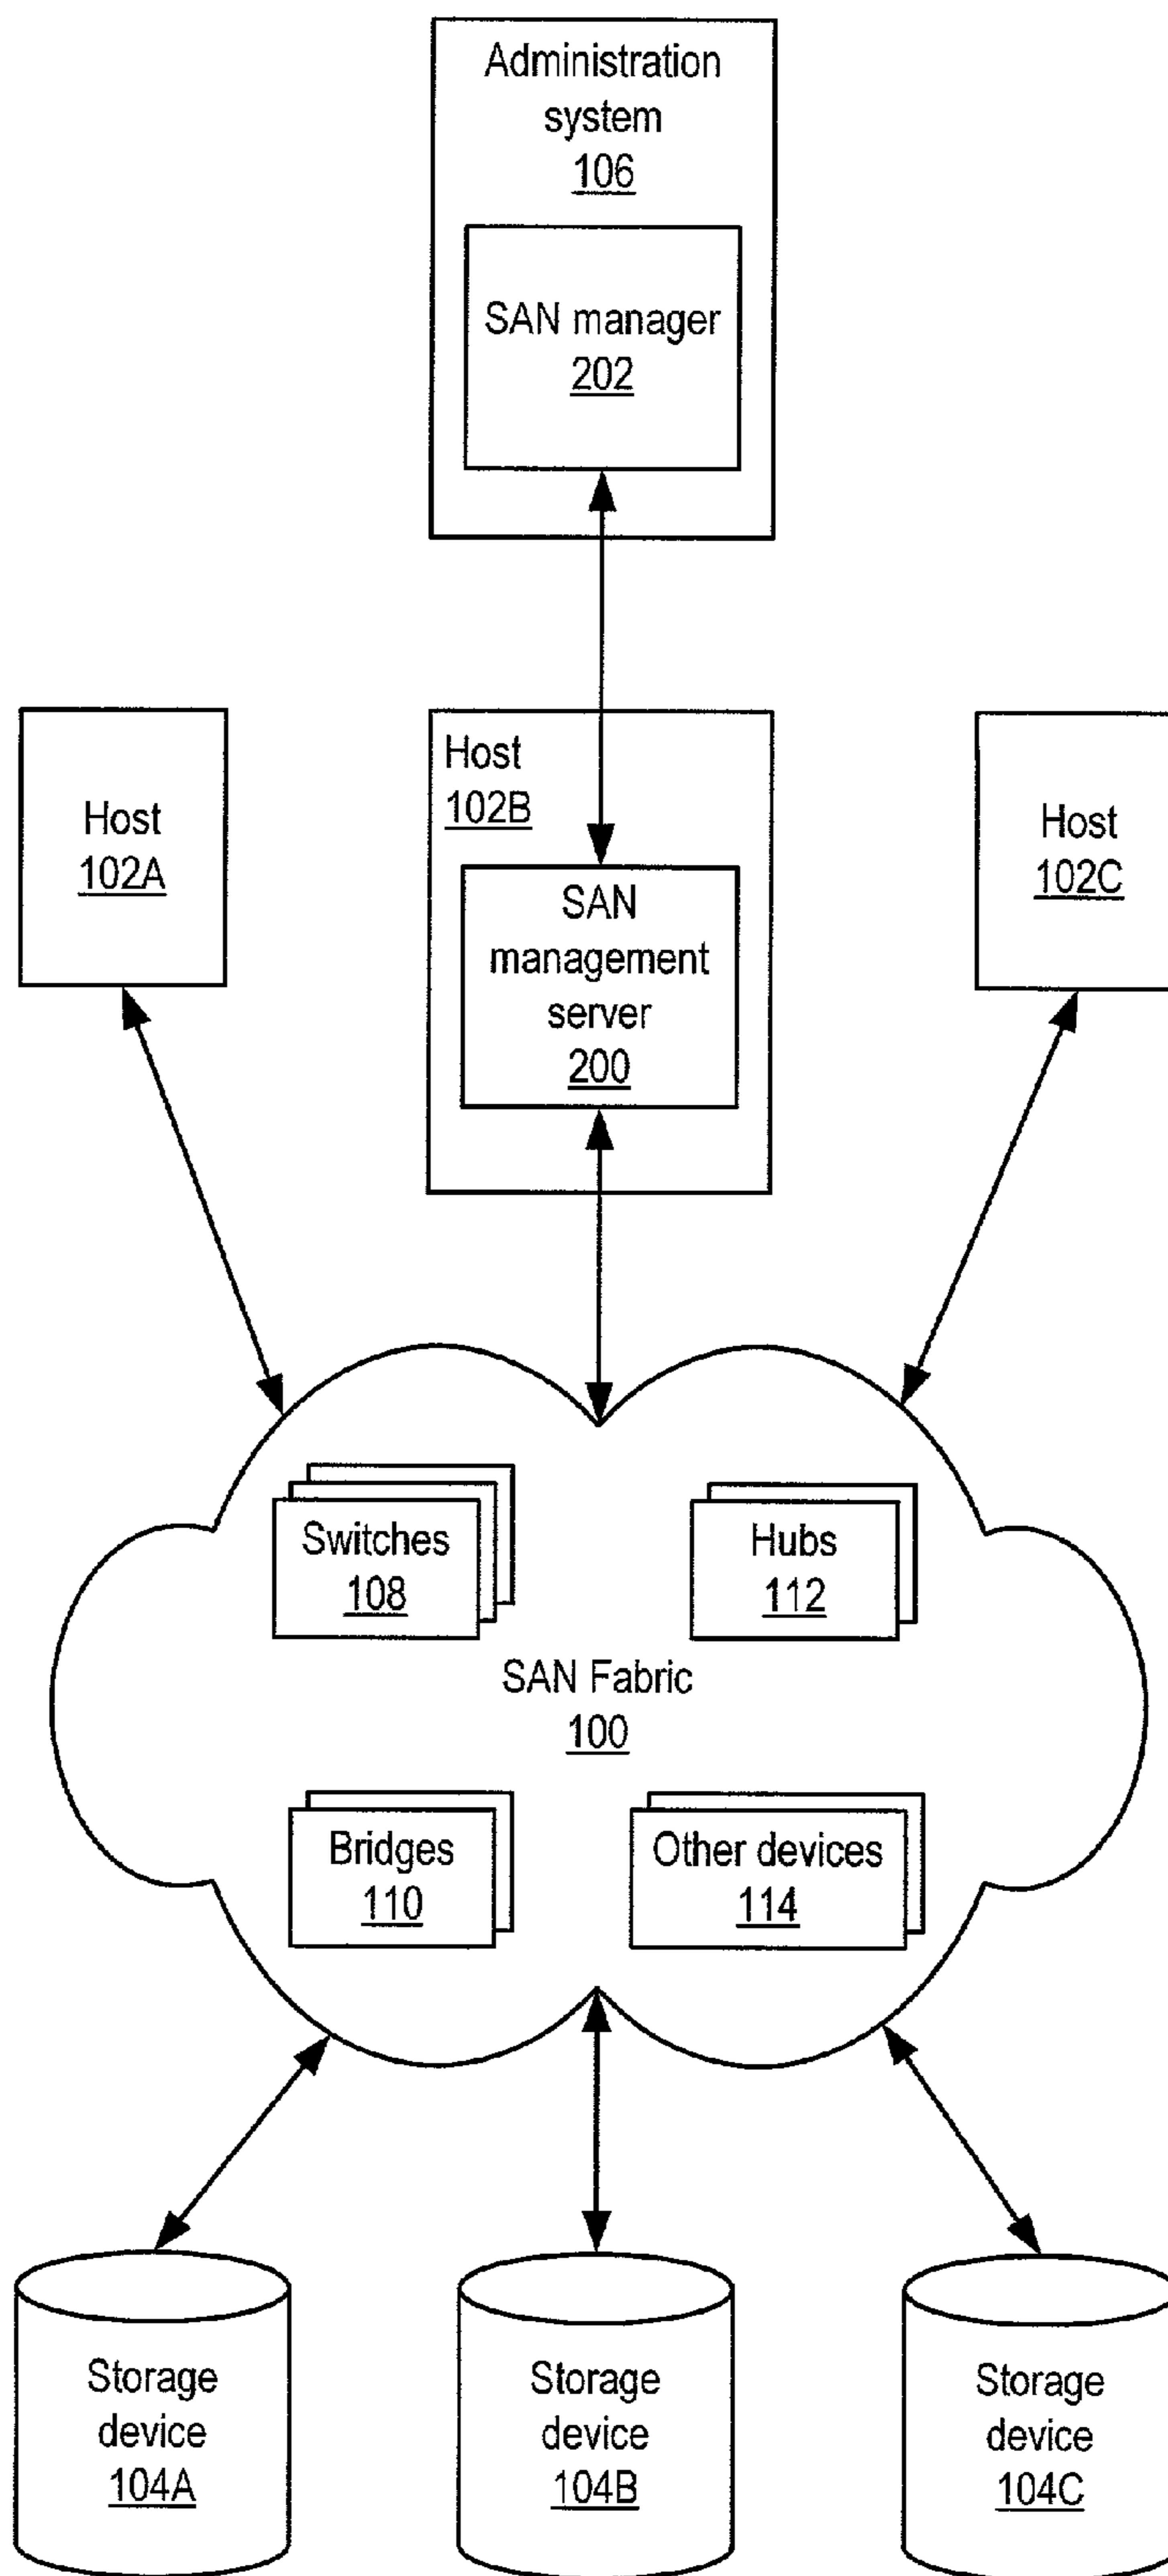 Administration
system
106
SAN manager
202
Host
102A
Host
102B
SAN
management
server
200
Host
102C
Switches
108
Hubs
112
SAN Fabric
100
Bridges
110
Other devices
114
Storage
device
104A
Storage
device
104B
Storage
device
104C